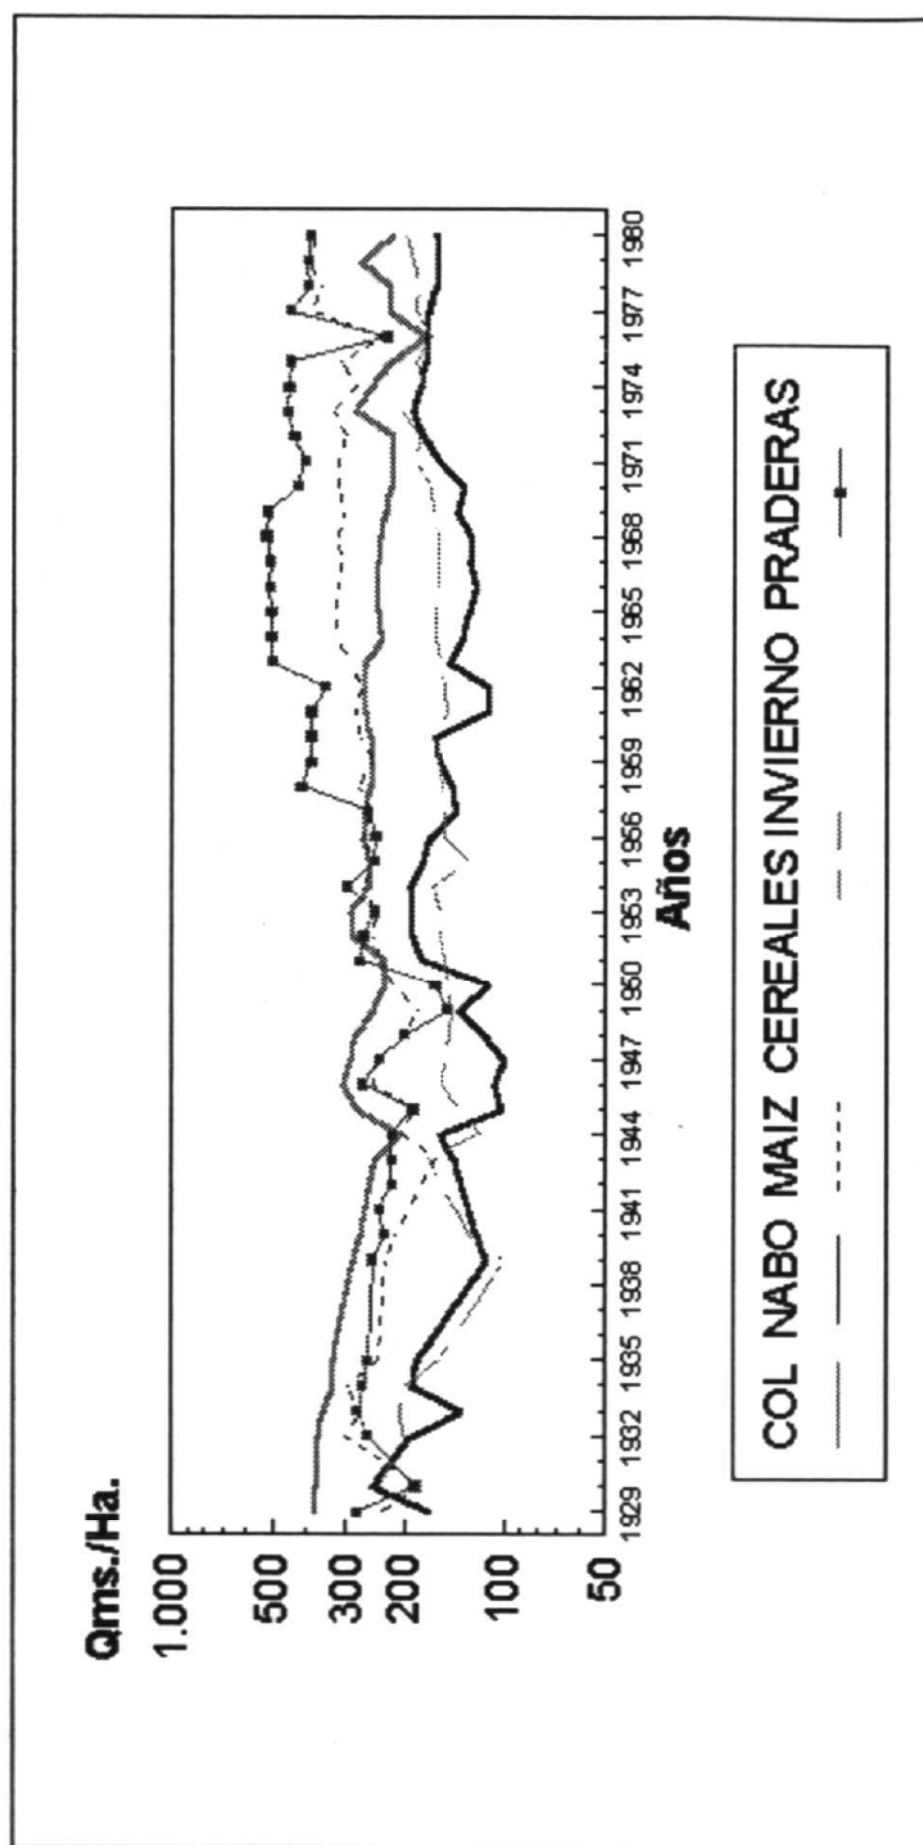 Qms./Ha.
1.000
500
300
200
100
50
1929 1932 1935 1938 1941 1944 1947 1950 1953 1956 1959 1962 1965 1968 1971 1974 1977 1980
Años
COL NABO MAIZ CEREALES INVIERNO PRADERAS